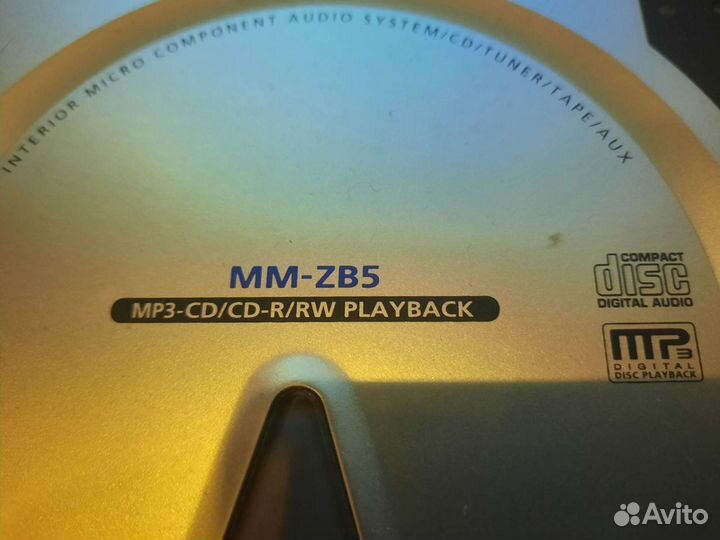 INTERIOR MICRO COMPONENT AUDIO SYSTEM/CD/TUNER/TAPE/AUX
MM-ZB5
MP3-CD/CD-R/RW PLAYBACK
COMPACT
disc
DIGITAL AUDIO
MP3
DIGITAL
DISC PLAYBACK
Avito